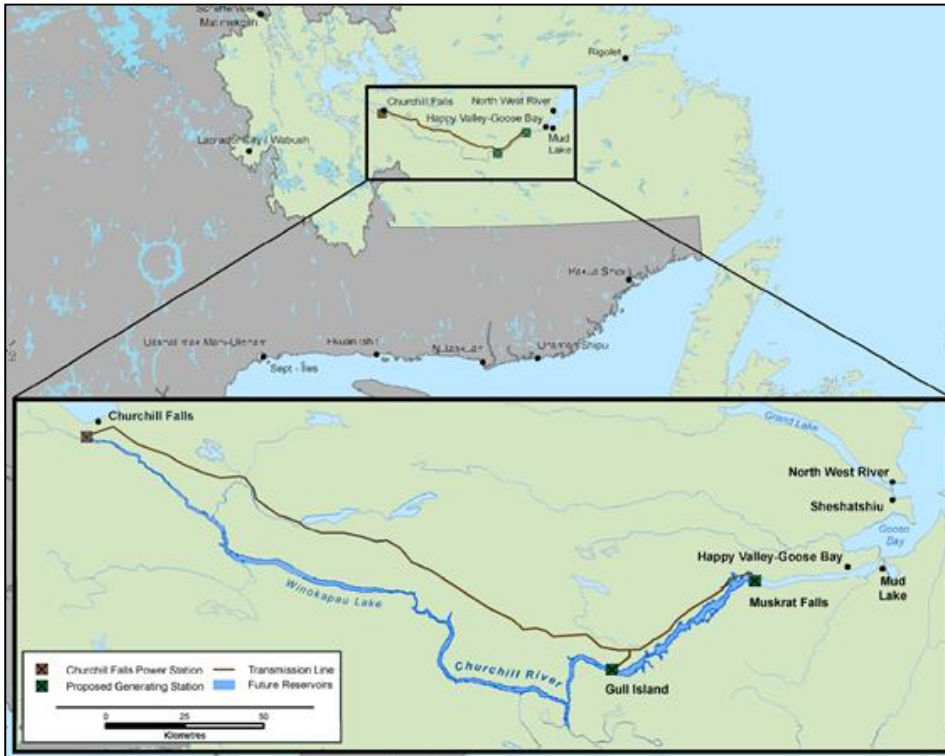 Rigolet
Churchill Falls
North West River
Happy Valley-Goose Bay
Mud
Lake
Labrador City / Wabush
Sept - Îles
Churchill Falls
Grand Lake
North West River
Sheshatshiu
Goose
Bay
Happy Valley-Goose Bay
Mud
Lake
Muskrat Falls
Winokapau Lake
Churchill River
Gull Island
Churchill Falls Power Station
Transmission Line
Proposed Generating Station
Future Reservoirs
0 25 50
Kilometres